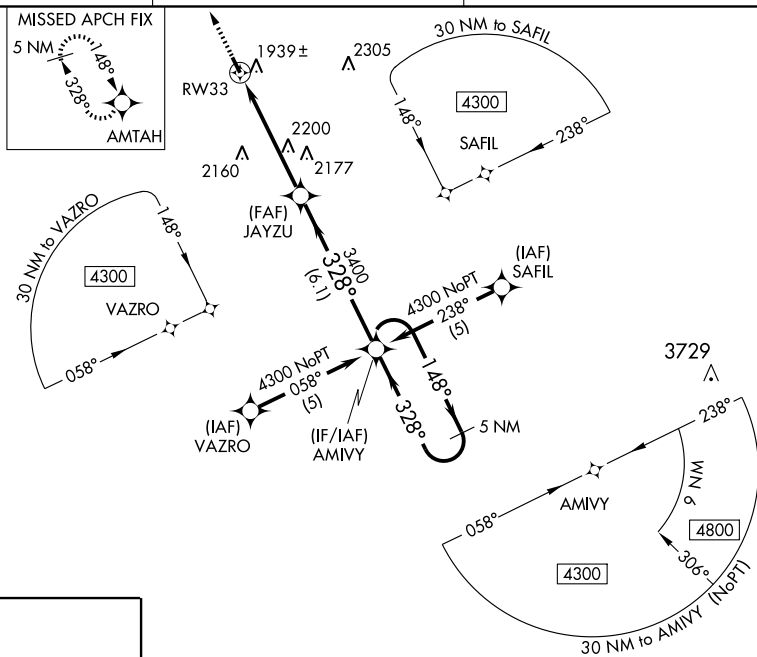 MISSED APCH FIX
5 NM
148°
328°
AMTAH
RW33
1939 ±
2305
2200
2160
2177
(FAF)
JAYZU
3400
328°
(6.1)
30 NM to SAFIL
4300
148°
SAFIL
238°
30 NM to VAZRO
148°
4300
VAZRO
058°
(IAF)
SAFIL
4300 NoPT
238°
(5)
4300 NoPT
058°
(5)
(IAF)
VAZRO
(IF/IAF)
AMIVY
148°
328°
5 NM
3729
238°
9 NM
AMIVY
058°
4800
306°
4300
30 NM to AMIVY (NoPT)